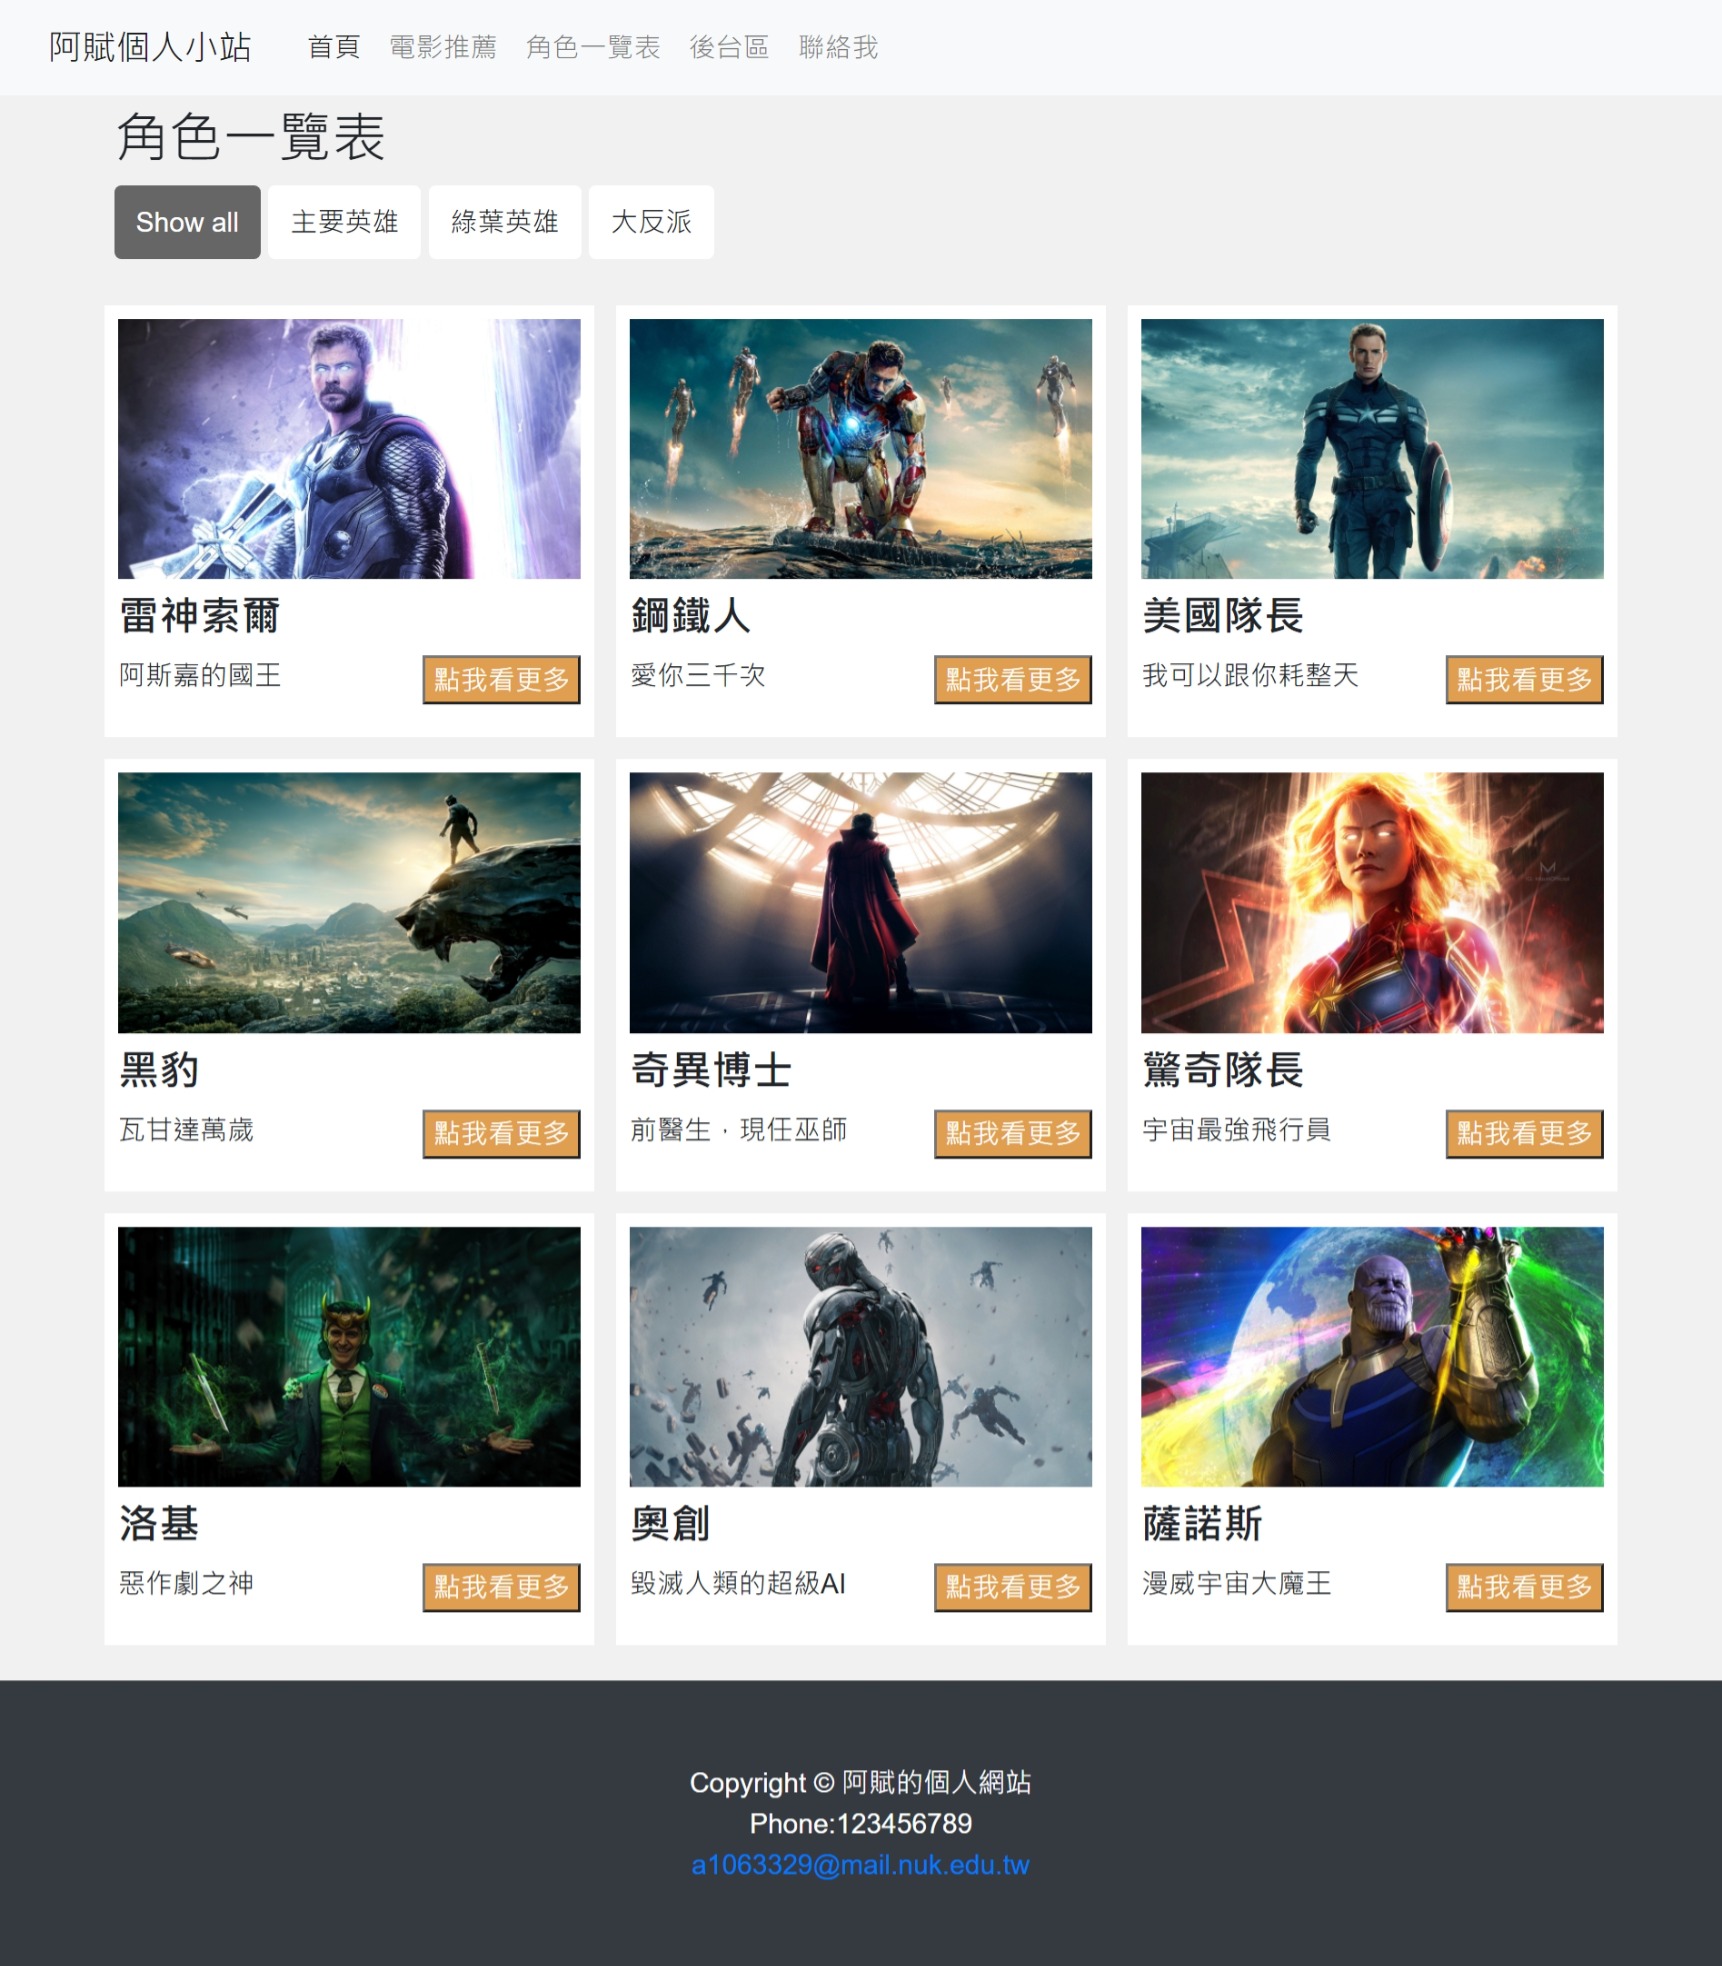 阿賦個人小站 首頁 電影推薦 角色一覽表 後台區 聯絡我
角色一覽表
Show all 主要英雄 綠葉英雄 大反派
雷神索爾 鋼鐵人 美國隊長
阿斯嘉的國王 點我看更多 愛你三千次 點我看更多 我可以跟你耗整天 點我看更多
黑豹 奇異博士 驚奇隊長
瓦甘達萬歲 點我看更多 前醫生，現任巫師 點我看更多 宇宙最強飛行員 點我看更多
洛基 奧創 薩諾斯
惡作劇之神 點我看更多 毀滅人類的超級AI 點我看更多 漫威宇宙大魔王 點我看更多
Copyright © 阿賦的個人網站
Phone:123456789
a1063329@mail.nuk.edu.tw